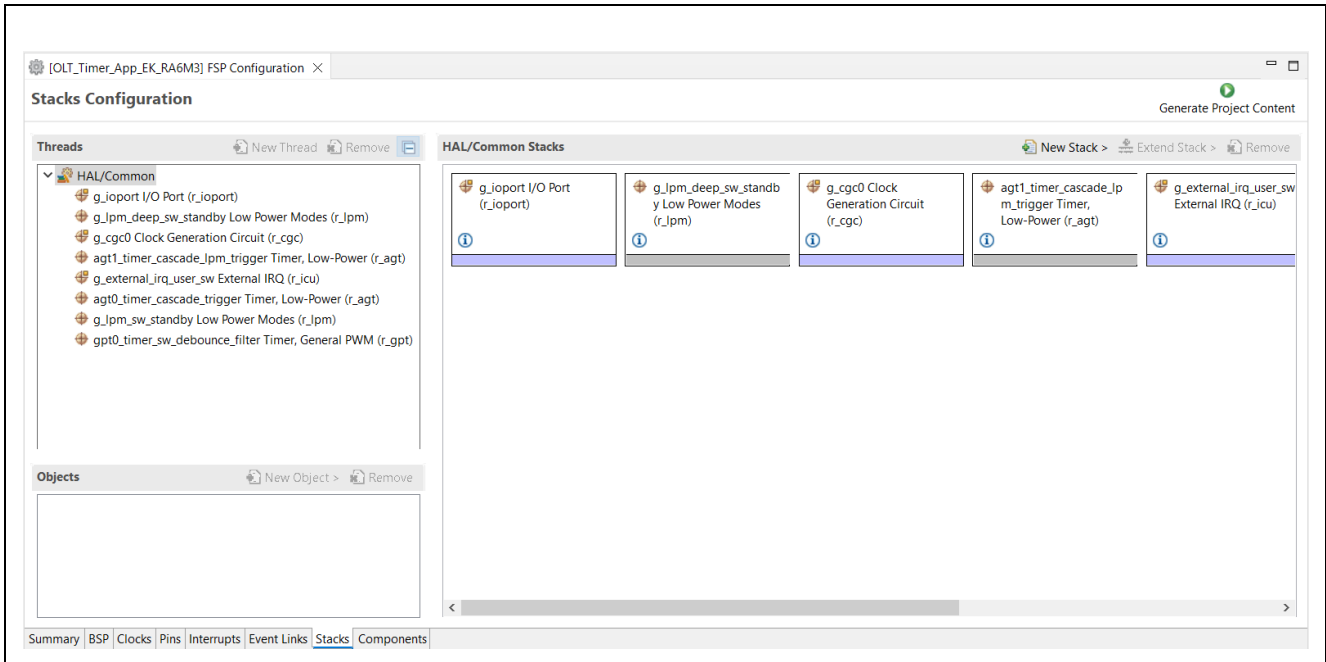 [OLT_Timer_App_EK_RA6M3] FSP Configuration
Stacks Configuration
Generate Project Content
Threads
New Thread
Remove
HAL/Common
g_ioport I/O Port (r_ioport)
g_lpm_deep_sw_standby Low Power Modes (r_lpm)
g_cgc0 Clock Generation Circuit (r_cgc)
agt1_timer_cascade_lpm_trigger Timer, Low-Power (r_agt)
g_external_irq_user_sw External IRQ (r_icu)
agt0_timer_cascade_trigger Timer, Low-Power (r_agt)
g_lpm_sw_standby Low Power Modes (r_lpm)
gpt0_timer_sw_debounce_filter Timer, General PWM (r_gpt)
Objects
New Object >
Remove
HAL/Common Stacks
New Stack >
Extend Stack >
Remove
g_ioport I/O Port
(r_ioport)
g_lpm_deep_sw_standb
y Low Power Modes
(r_lpm)
g_cgc0 Clock
Generation Circuit
(r_cgc)
agt1_timer_cascade_lp
m_trigger Timer,
Low-Power (r_agt)
g_external_irq_user_sw
External IRQ (r_icu)
Summary BSP Clocks Pins Interrupts Event Links Stacks Components